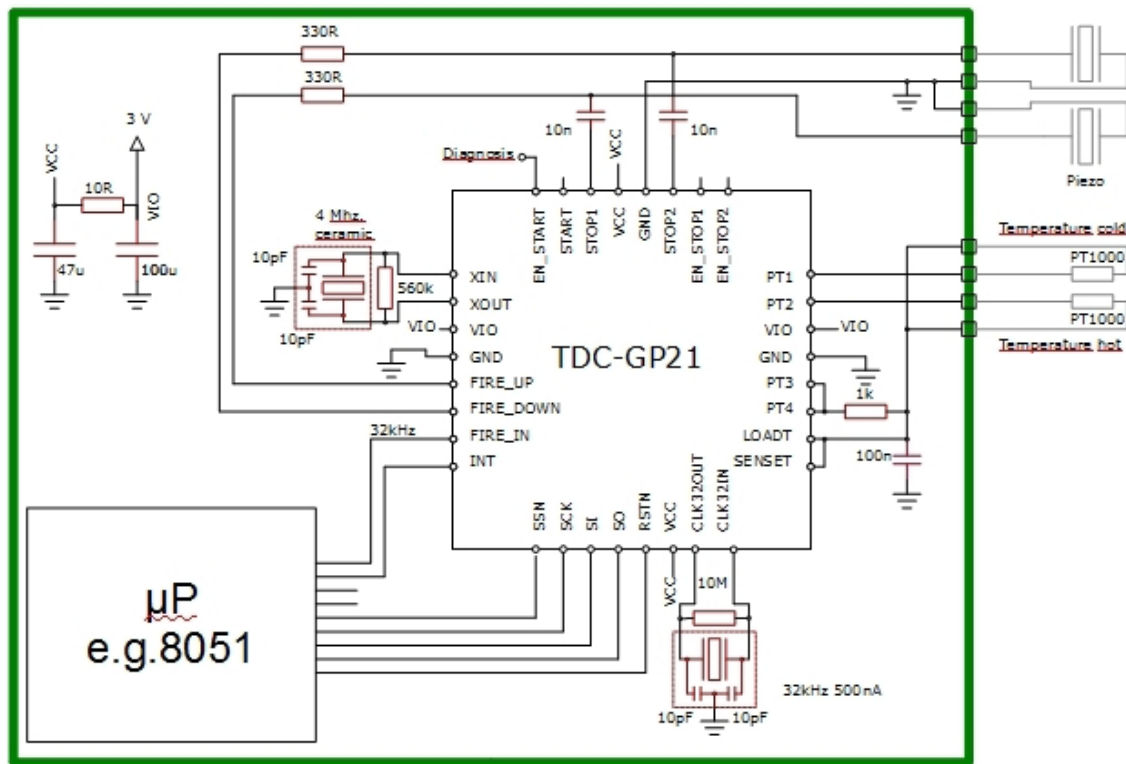 330R
330R
3 V
VCC
10R
VIO
47u
100u
10n
10n
VCC
Diagnosis
Piezo
4 Mhz,
ceramic
10pF
560k
10pF
EN_START
START
STOP1
VCC
GND
STOP2
EN_STOP1
EN_STOP2
Temperature cold
PT1000
PT1000
Temperature hot
XIN
XOUT
VIO
VIO
GND
FIRE_UP
FIRE_DOWN
32kHz
FIRE_IN
INT
TDC-GP21
PT1
PT2
VIO
VIO
GND
PT3
1k
PT4
LOADT
100n
SENSET
SSN
SCK
SI
SO
RSTN
VCC
CLK32OUT
CLK32IN
VCC
10M
32kHz 500nA
10pF
10pF
µP
e.g.8051